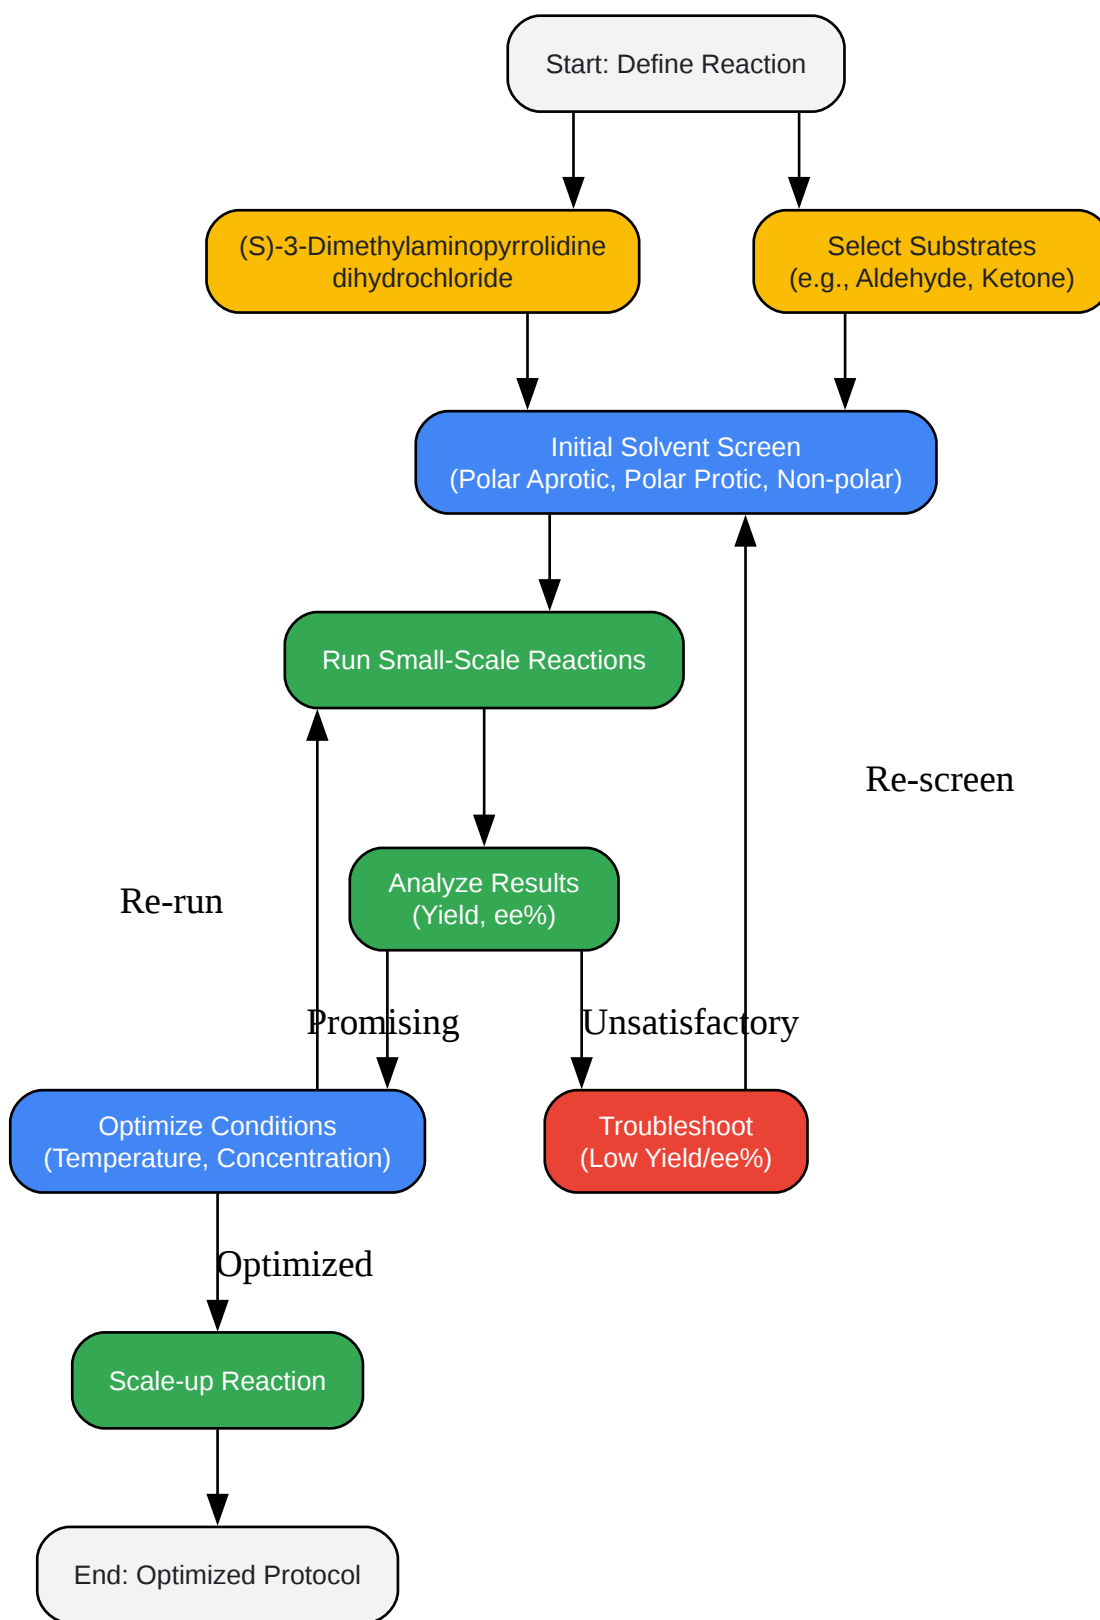 Start: Define Reaction
(S)-3-Dimethylaminopyrrolidine
dihydrochloride
Select Substrates
(e.g., Aldehyde, Ketone)
Initial Solvent Screen
(Polar Aprotic, Polar Protic, Non-polar)
Run Small-Scale Reactions
Re-screen
Analyze Results
(Yield, ee%)
Re-run
Promising
Unsatisfactory
Optimize Conditions
(Temperature, Concentration)
Troubleshoot
(Low Yield/ee%)
Optimized
Scale-up Reaction
End: Optimized Protocol